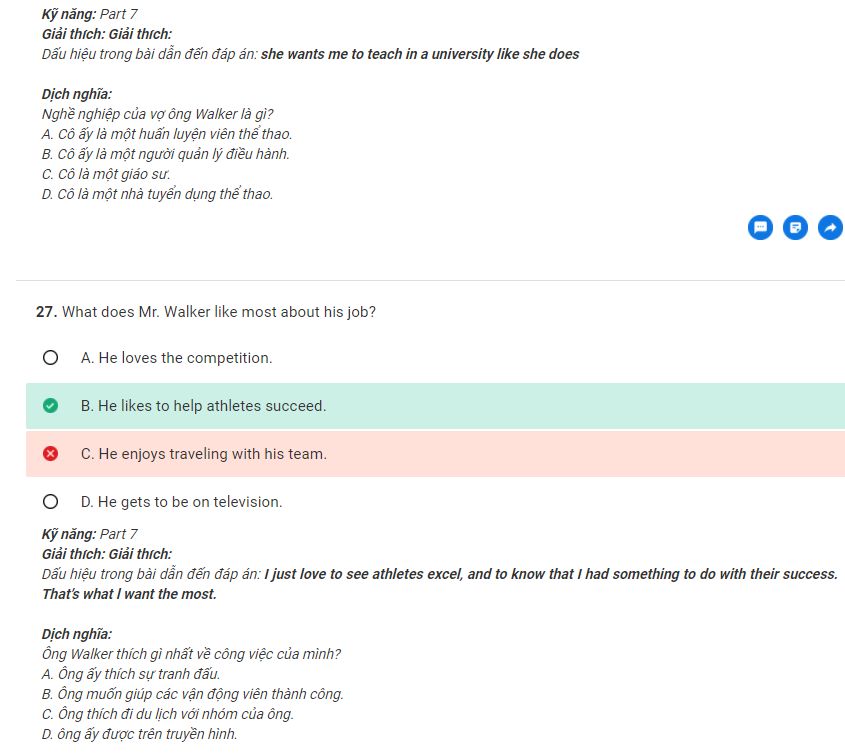 Kỹ năng: Part 7
Giải thích: Giải thích:
Dấu hiệu trong bài dẫn đến đáp án: she wants me to teach in a university like she does
Dịch nghĩa:
Nghề nghiệp của vợ ông Walker là gì?
A. Cô ấy là một huấn luyện viên thể thao.
B. Cô ấy là một người quản lý điều hành.
C. Cô là một giáo sư.
D. Cô là một nhà tuyển dụng thể thao.
27. What does Mr. Walker like most about his job?
A. He loves the competition.
B. He likes to help athletes succeed.
C. He enjoys traveling with his team.
D. He gets to be on television.
Kỹ năng: Part 7
Giải thích: Giải thích:
Dấu hiệu trong bài dẫn đến đáp án: I just love to see athletes excel, and to know that I had something to do with their success.
That's what I want the most.
Dịch nghĩa:
Ông Walker thích gì nhất về công việc của mình?
A. Ông ấy thích sự tranh đấu.
B. Ông muốn giúp các vận động viên thành công.
C. Ông thích đi du lịch với nhóm của ông.
D. ông ấy được trên truyền hình.